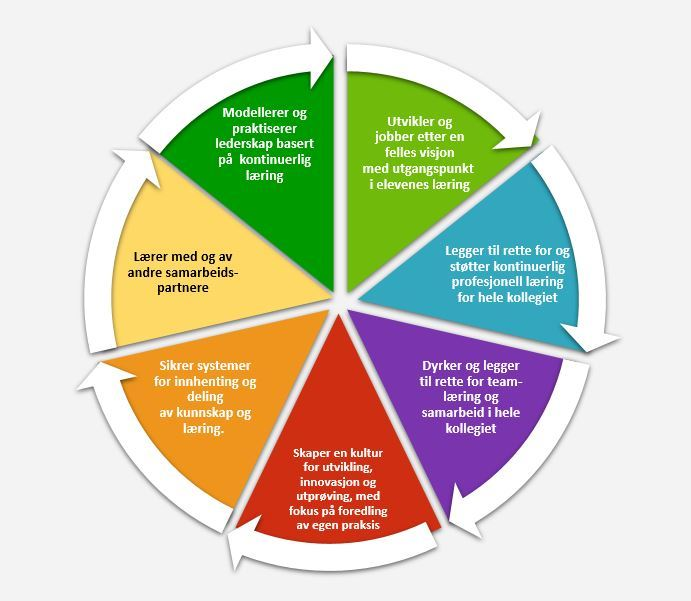 Utvikler og
jobber etter en
felles visjon
med utgangspunkt
i elevenes læring
Legger til rette for og
støtter kontinuerlig
profesjonell læring
for hele kollegiet
Dyrker og legger
til rette for team-
læring og
samarbeid i hele
kollegiet
Skaper en kultur
for utvikling,
innovasjon og
utprøving, med
fokus på foredling
av egen praksis
Sikrer systemer
for innhenting og
deling
av kunnskap og
læring.
Lærer med og av
andre samarbeids-
partnere
Modellerer og
praktiserer
lederskap basert
på kontinuerlig
læring